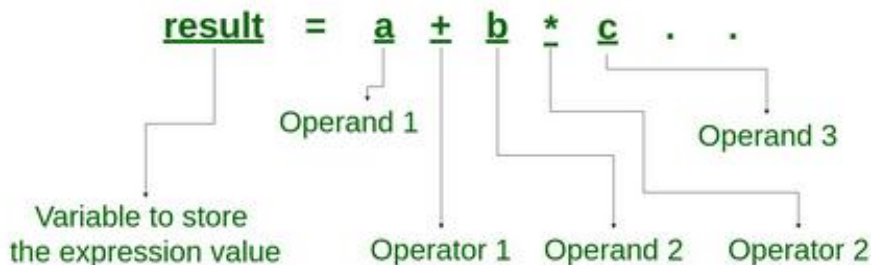 result = a + b * c . .
Operand 1
Operand 3
Variable to store
the expression value
Operator 1
Operand 2
Operator 2